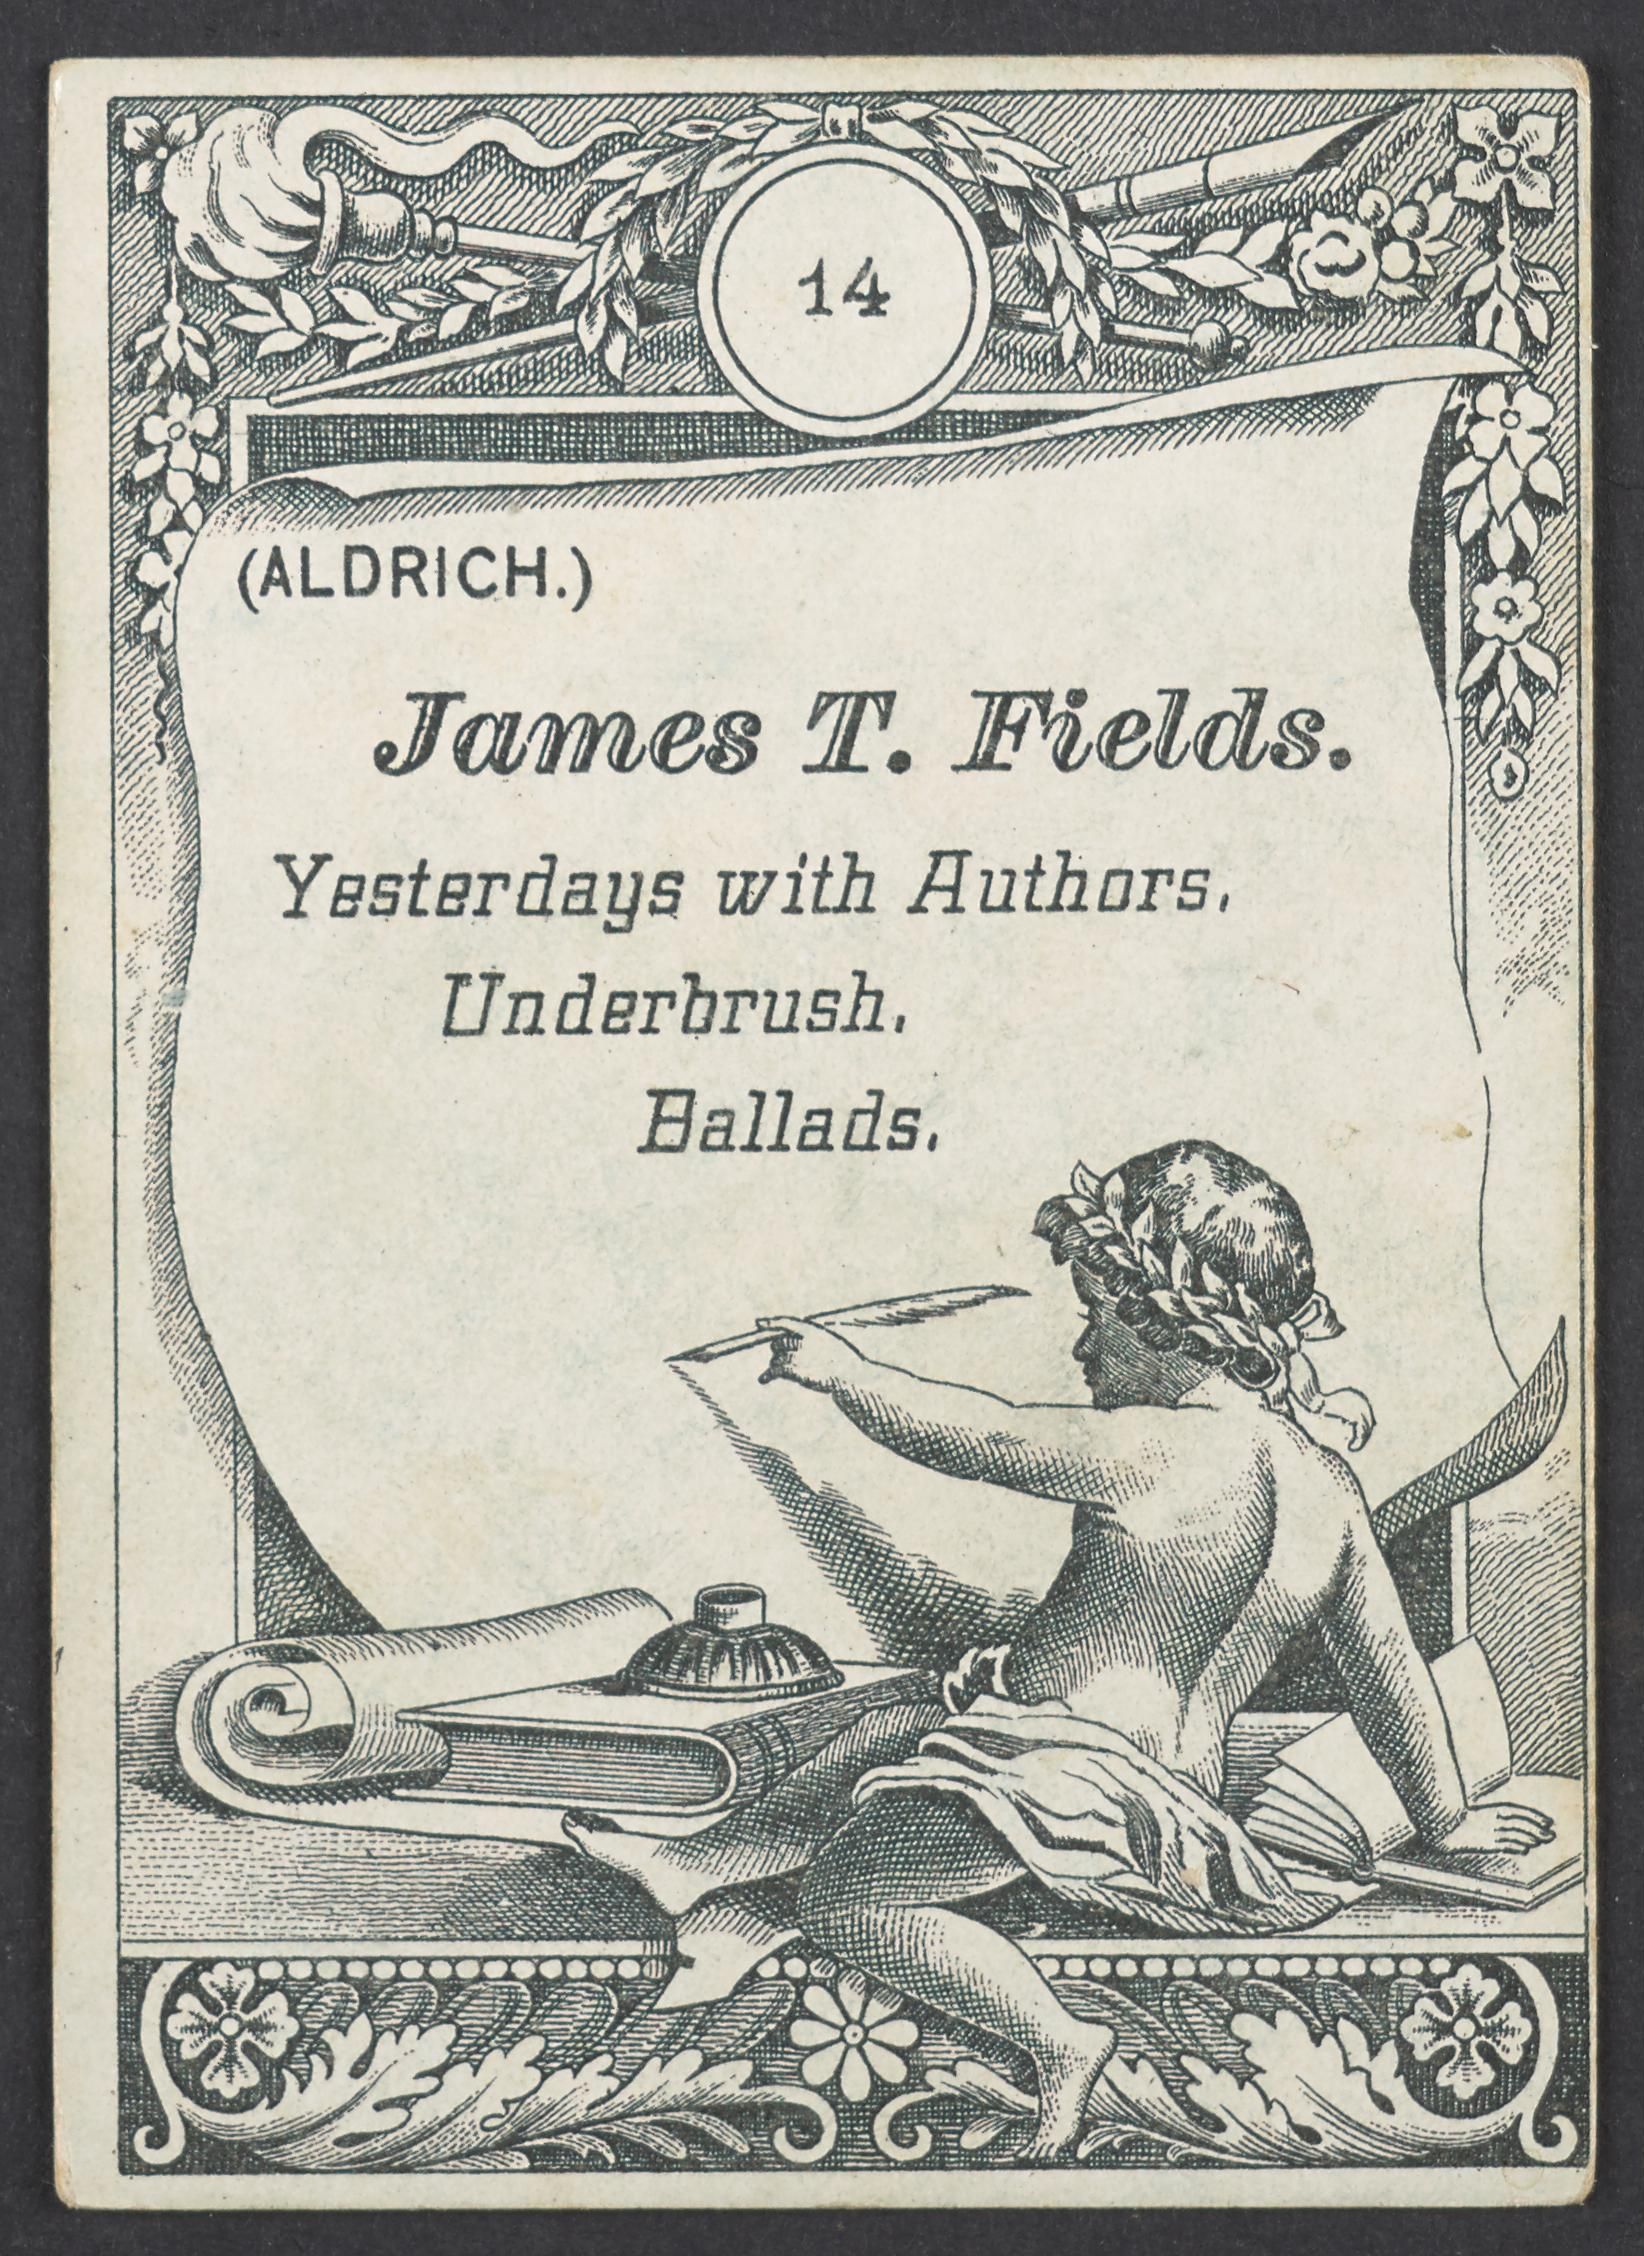 14
(ALDRICH.)
James T. Fields.
Yesterdays with Authors.
Underbrush.
Ballads.